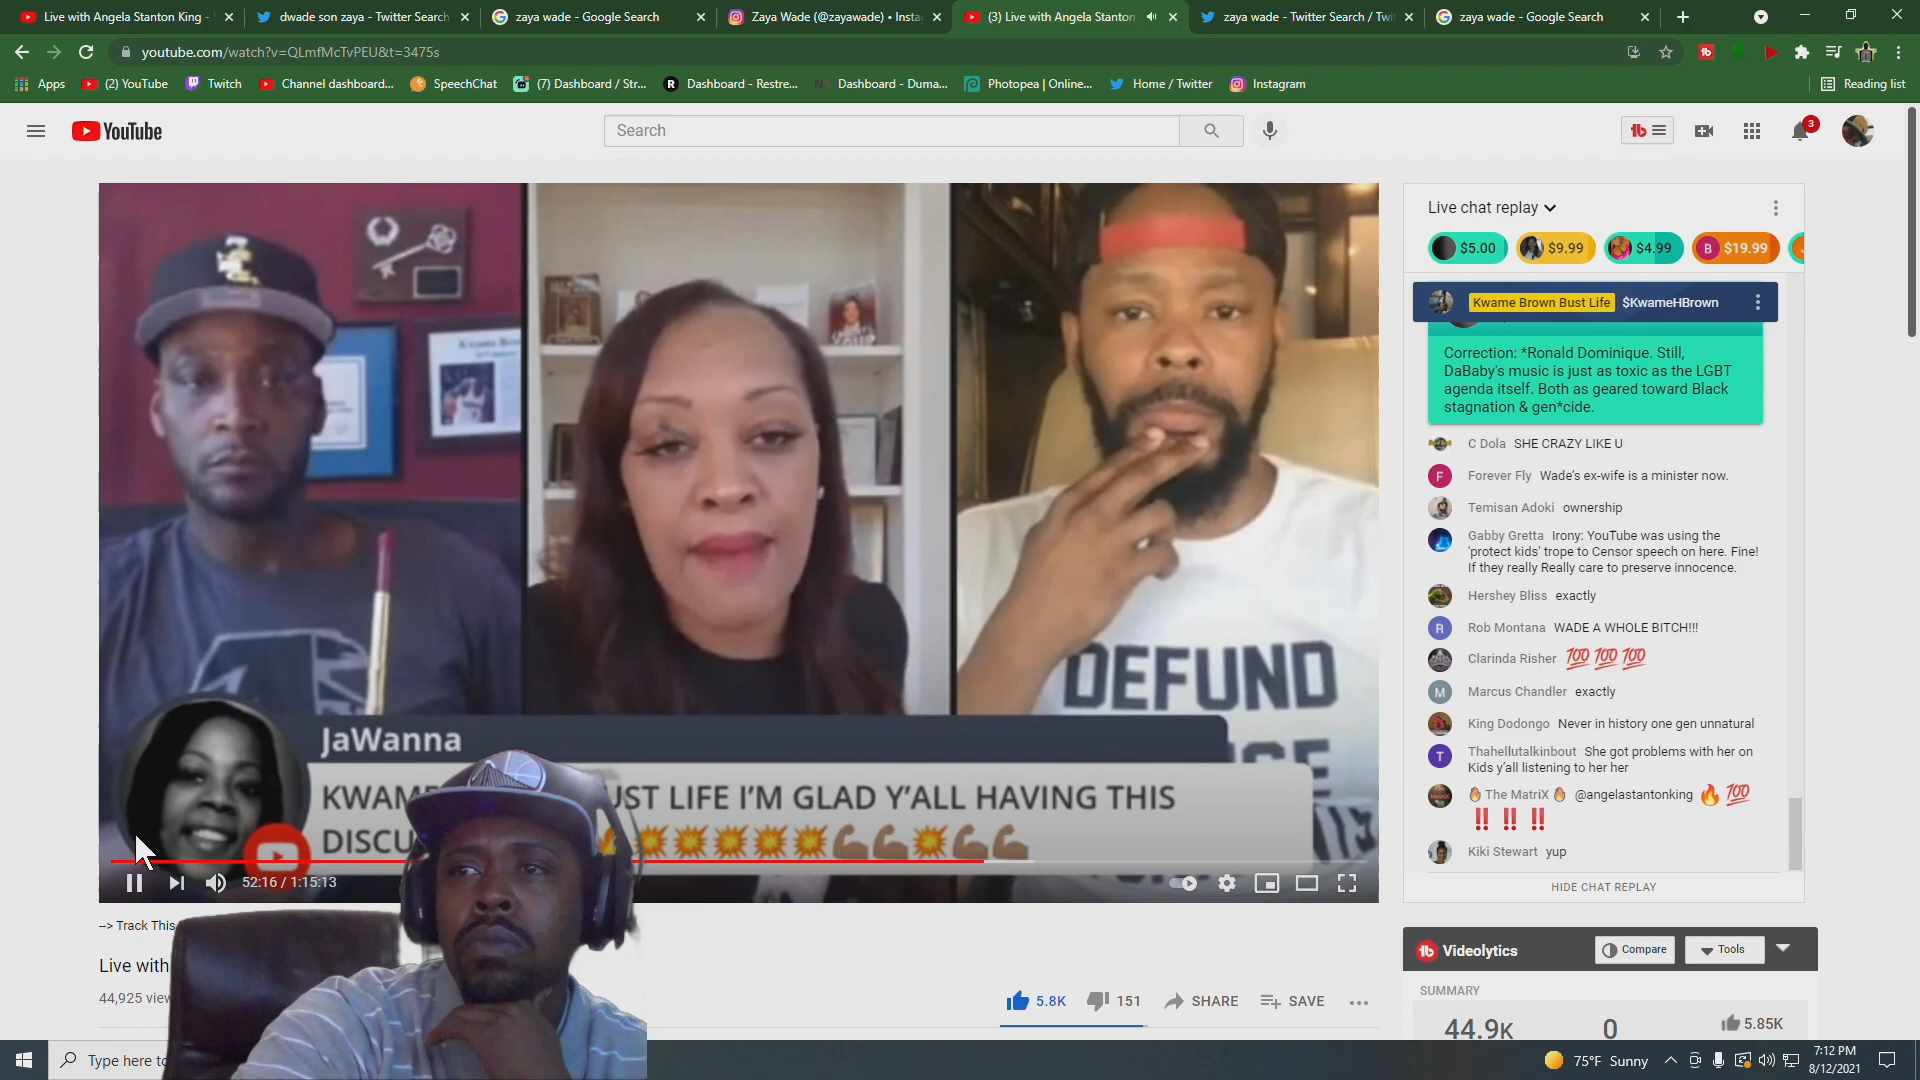 Live with Angela Stanton King -
dwade son zaya - Twitter Search
zaya wade - Google Search
Zaya Wade (@zayawade) • Insta
(3) Live with Angela Stanton
zaya wade - Twitter Search / Twi
zaya wade - Google Search
youtube.com/watch?v=QLmfMcTvPEU&t=3475s
Apps
(2) YouTube
Twitch
Channel dashboard...
SpeechChat
(7) Dashboard / Str...
Dashboard - Restre...
Dashboard - Duma...
Photopea | Online...
Home / Twitter
Instagram
Reading list
YouTube
Search
3
Live chat replay
$5.00
$9.99
$4.99
B $19.99
Kwame Brown Bust Life $KwameHBrown
Correction: *Ronald Dominique. Still,
DaBaby's music is just as toxic as the LGBT
agenda itself. Both as geared toward Black
stagnation & gen*cide.
C Dola SHE CRAZY LIKE U
F Forever Fly Wade's ex-wife is a minister now.
Temisan Adoki ownership
Gabby Gretta Irony: YouTube was using the
'protect kids' trope to Censor speech on here. Fine!
If they really Really care to preserve innocence.
Hershey Bliss exactly
R Rob Montana WADE A WHOLE BITCH!!!
Clarinda Risher 💯💯💯
M Marcus Chandler exactly
King Dodongo Never in history one gen unnatural
T Thahellutalkinbout She got problems with her on
Kids y'all listening to her her
🔥 The MatriX 🔥 @angelastantonking 🔥💯
‼️‼️‼️
Kiki Stewart yup
HIDE CHAT REPLAY
Kwame Bro
DEFUND
JaWanna
KWAM UST LIFE I'M GLAD Y'ALL HAVING THIS
DISCU 🔥💥💥💥💥💥💪🏾💪🏾💥💪🏾💪🏾
52:16 / 1:15:13
--> Track This
Live with
44,925 view
5.8K
151
SHARE
SAVE
Videolytics
Compare
Tools
SUMMARY
44.9K
0
5.85K
Type here to
75°F Sunny
7:12 PM
8/12/2021